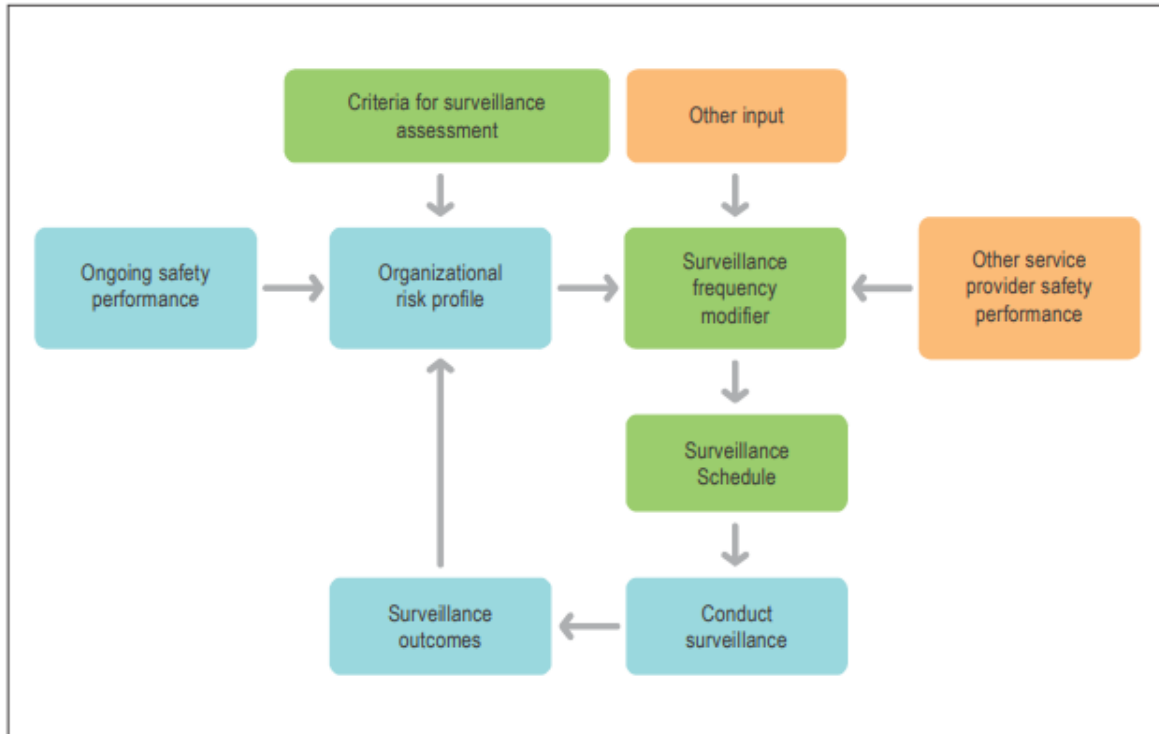 Criteria for surveillance
assessment
Other input
Ongoing safety
performance
Organizational
risk profile
Surveillance
frequency
modifier
Other service
provider safety
performance
Surveillance
Schedule
Surveillance
outcomes
Conduct
surveillance